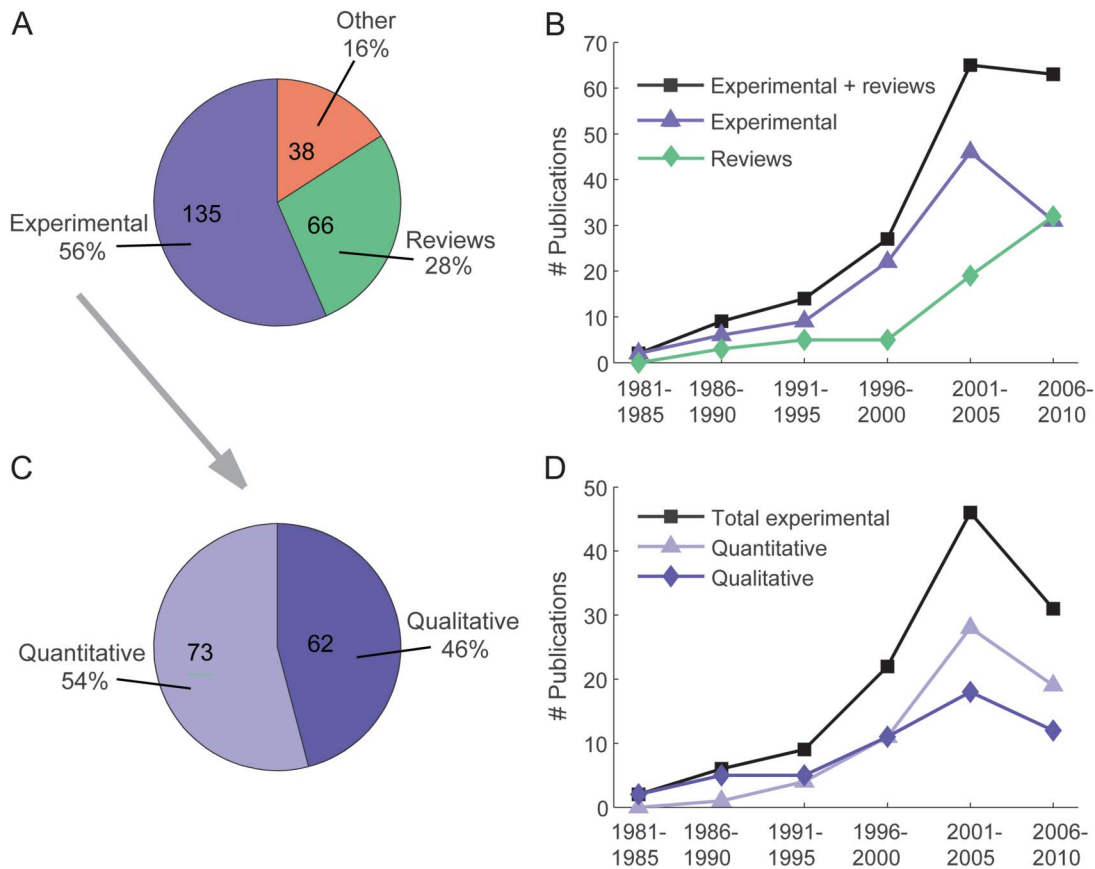 A
Other
16%
38
135
66
Experimental
56%
Reviews
28%
B
70
60
50
40
30
20
10
0
# Publications
Experimental + reviews
Experimental
Reviews
1981-
1985
1986-
1990
1991-
1995
1996-
2000
2001-
2005
2006-
2010
C
Quantitative
54%
73
62
Qualitative
46%
D
50
40
30
20
10
0
# Publications
Total experimental
Quantitative
Qualitative
1981-
1985
1986-
1990
1991-
1995
1996-
2000
2001-
2005
2006-
2010